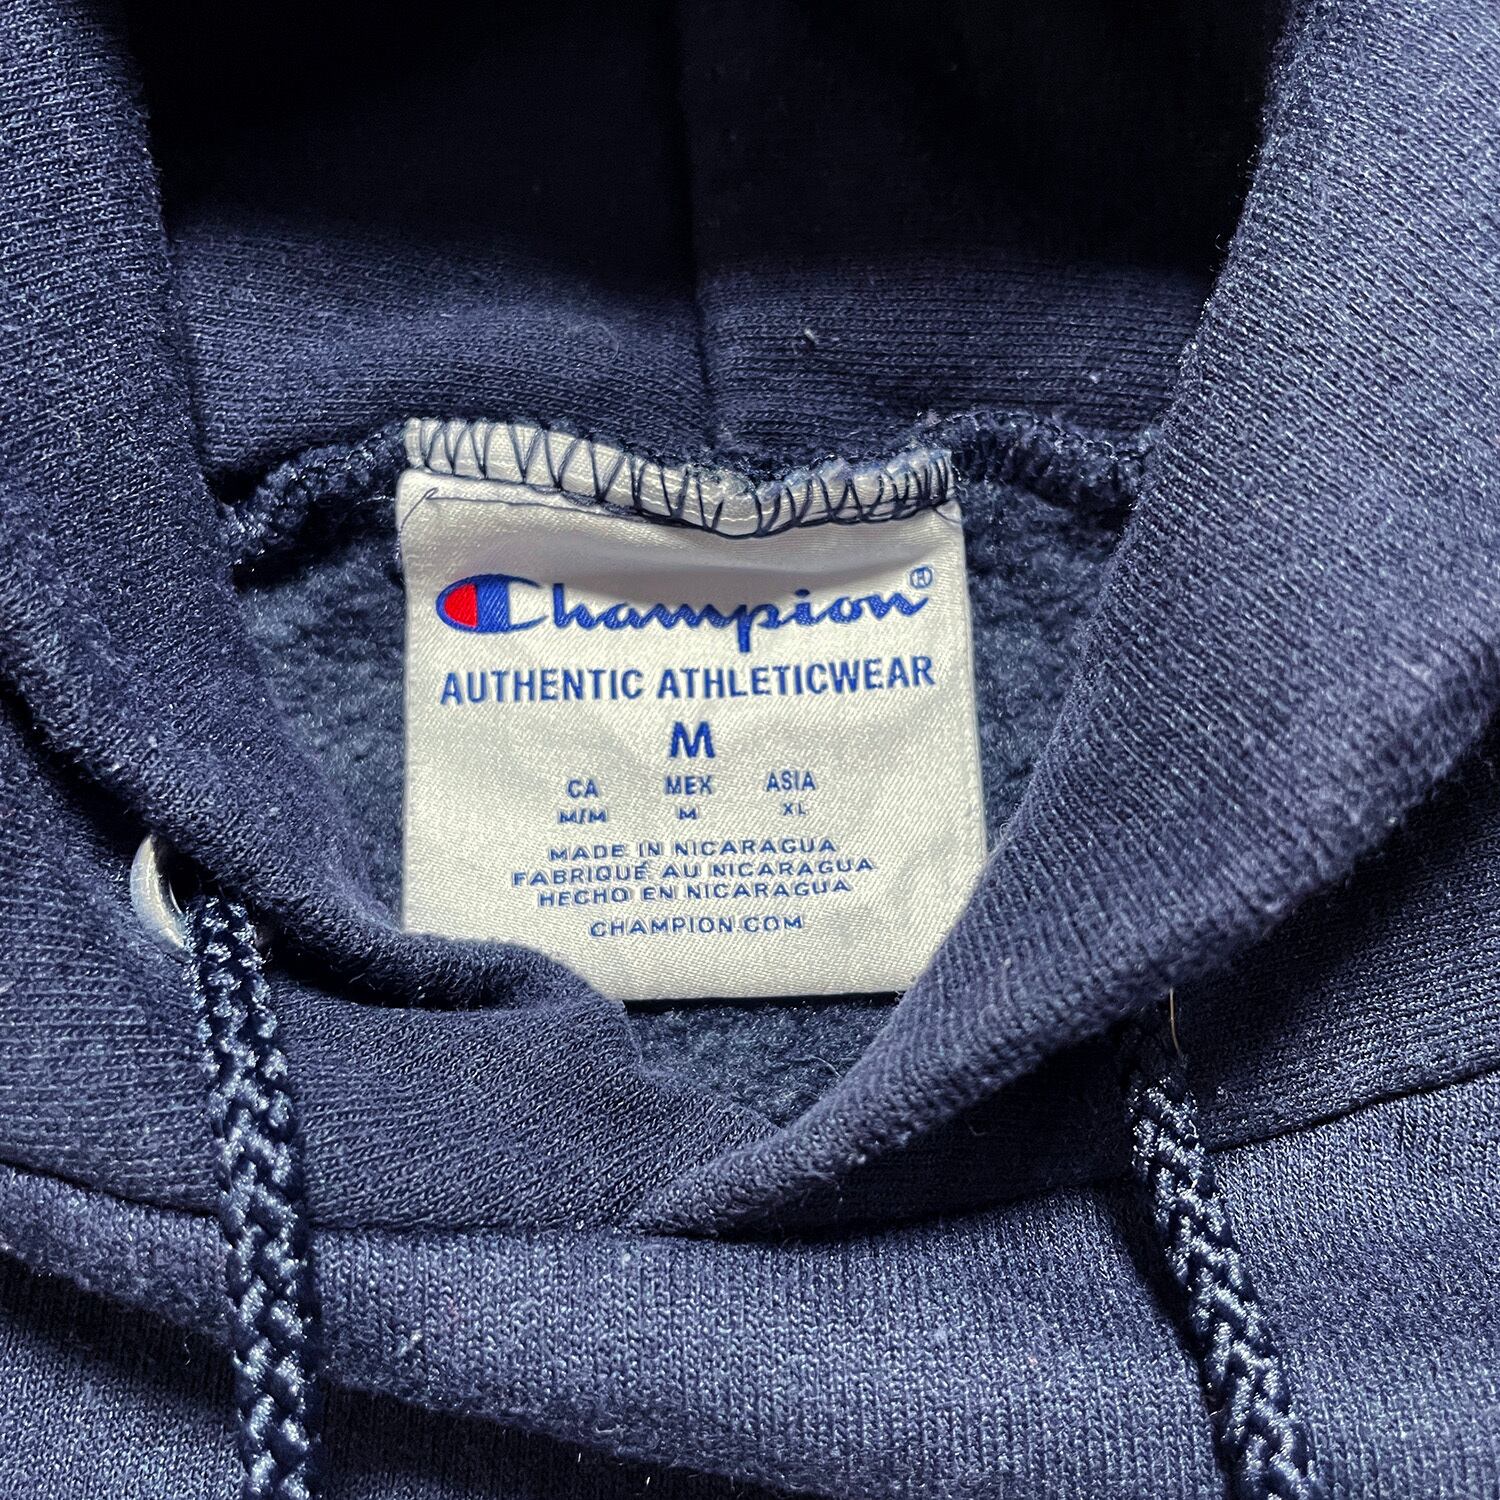 Champion®
AUTHENTIC ATHLETICWEAR
M
CA MEX ASIA
M/M M XL
MADE IN NICARAGUA
FABRIQUÉ AU NICARAGUA
HECHO EN NICARAGUA
CHAMPION.COM